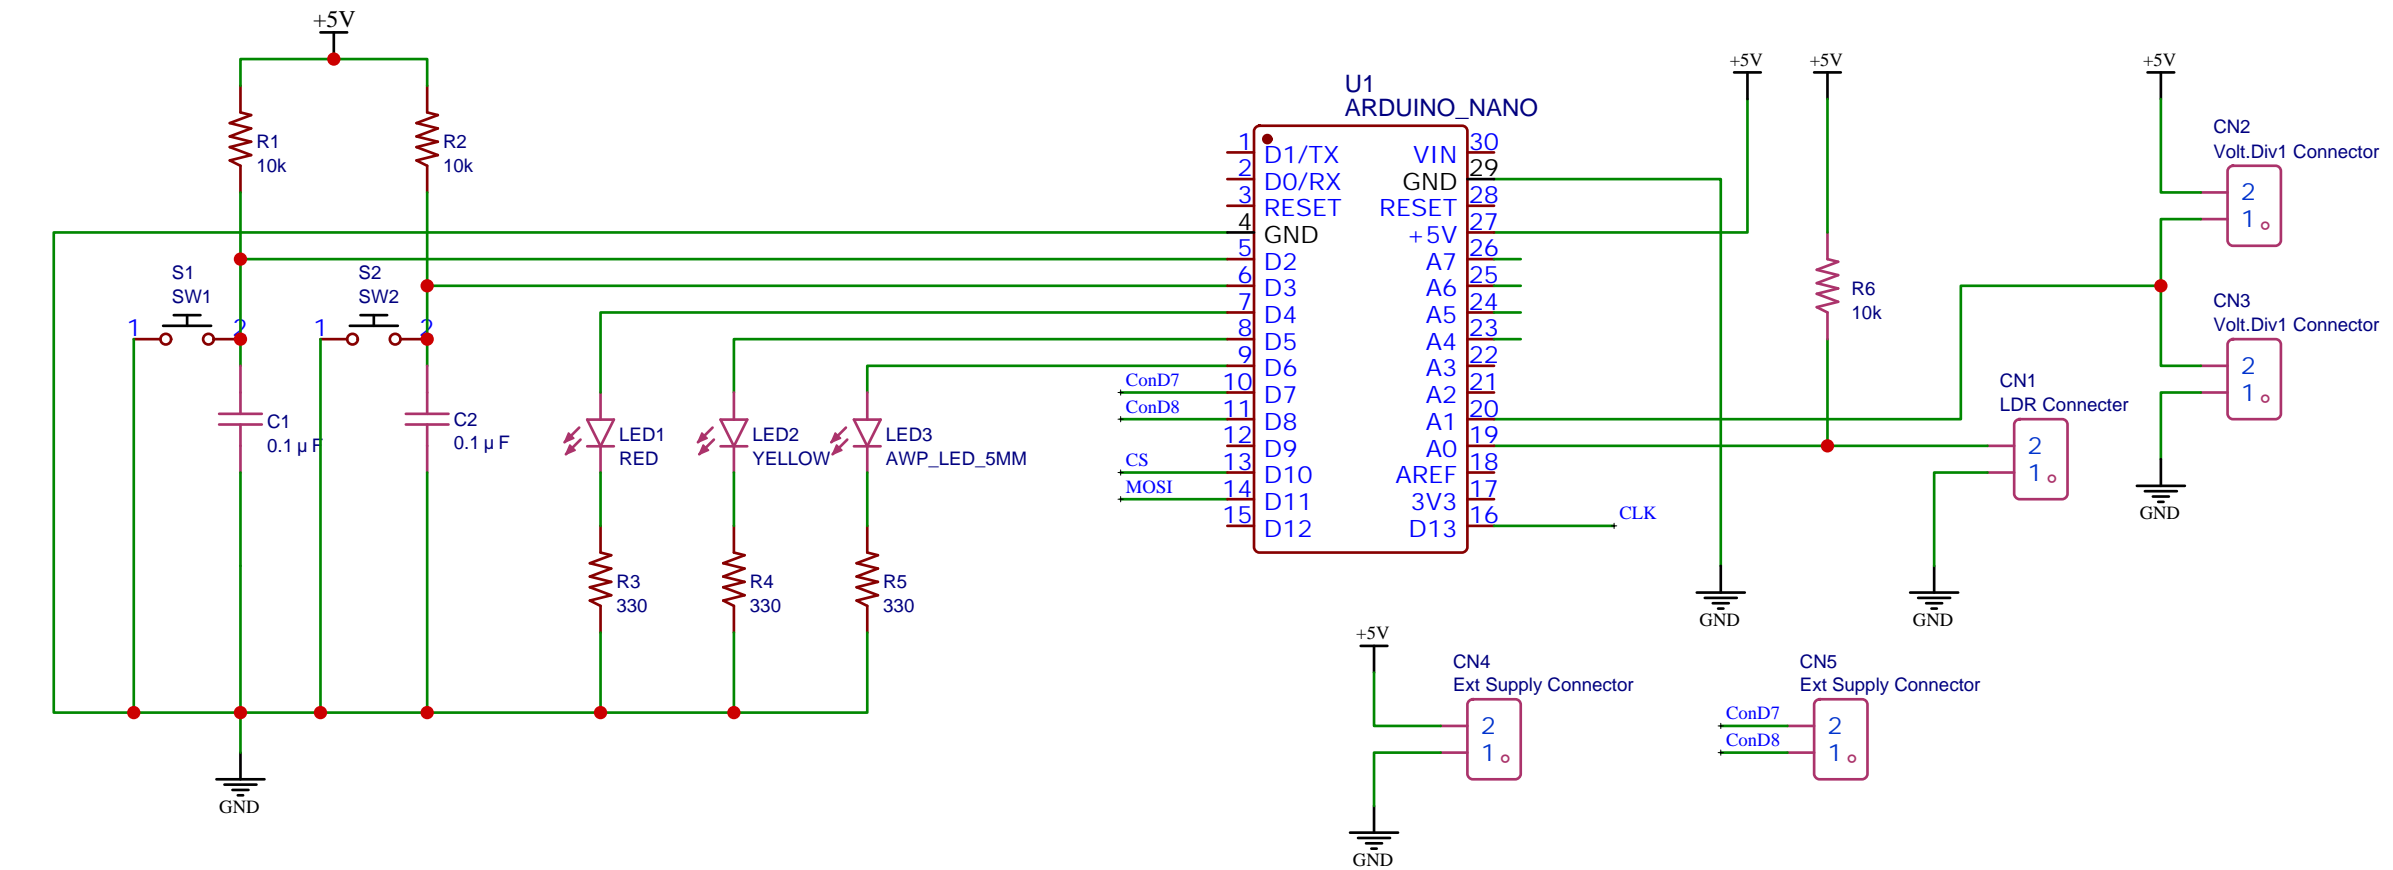 +5V
R1
10k
R2
10k
S1
SW1
1
2
S2
SW2
1
2
C1
0.1 µ F
C2
0.1 µ F
GND
LED1
RED
LED2
YELLOW
LED3
AWP_LED_5MM
R3
330
R4
330
R5
330
ConD7
ConD8
CS
MOSI
U1
ARDUINO_NANO
1 D1/TX
2 D0/RX
3 RESET
4 GND
5 D2
6 D3
7 D4
8 D5
9 D6
10 D7
11 D8
12 D9
13 D10
14 D11
15 D12
VIN 30
GND 29
RESET 28
+5V 27
A7 26
A6 25
A5 24
A4 23
A3 22
A2 21
A1 20
A0 19
AREF 18
3V3 17
D13 16
CLK
+5V
GND
+5V
R6
10k
CN1
LDR Connecter
2
1
GND
+5V
CN2
Volt.Div1 Connector
2
1
CN3
Volt.Div1 Connector
2
1
GND
+5V
CN4
Ext Supply Connector
2
1
GND
CN5
Ext Supply Connector
ConD7
ConD8
2
1